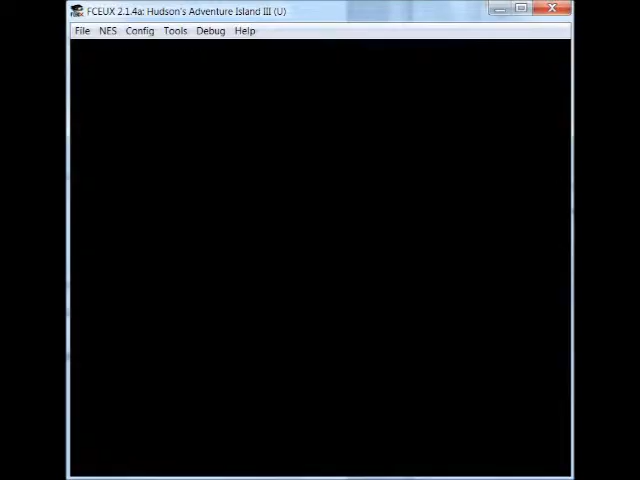 FCEUX 2.1.4a: Hudson's Adventure Island III (U)
File NES Config Tools Debug Help